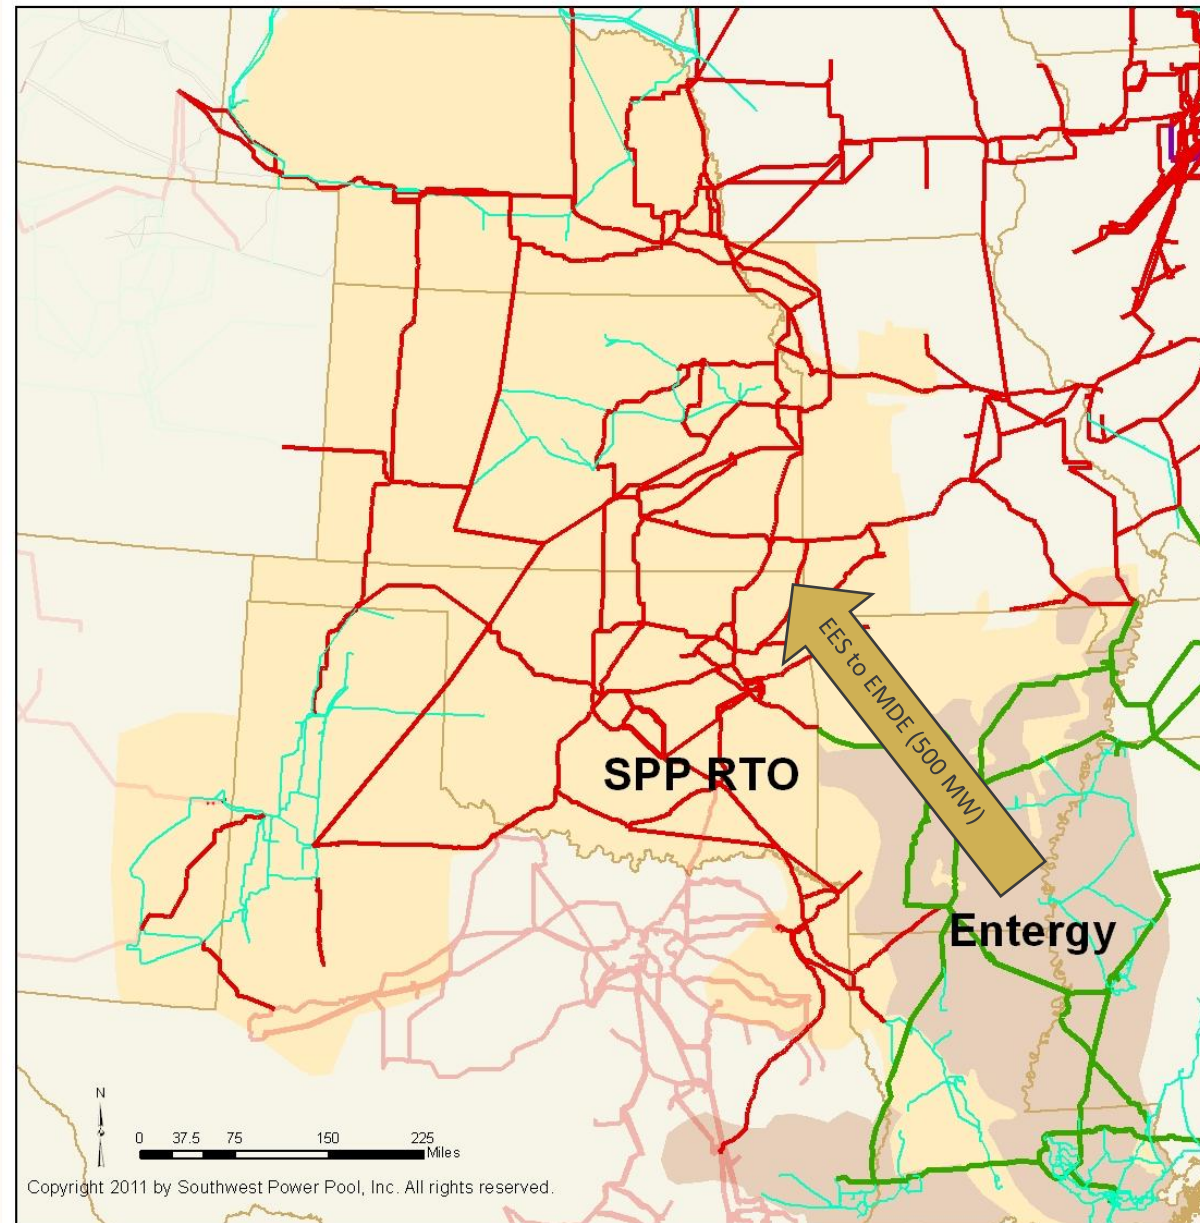 EES to EMDE (500 MW)
SPP RTO
Entergy
N
0 37.5 75 150 225
Miles
Copyright 2011 by Southwest Power Pool, Inc. All rights reserved.